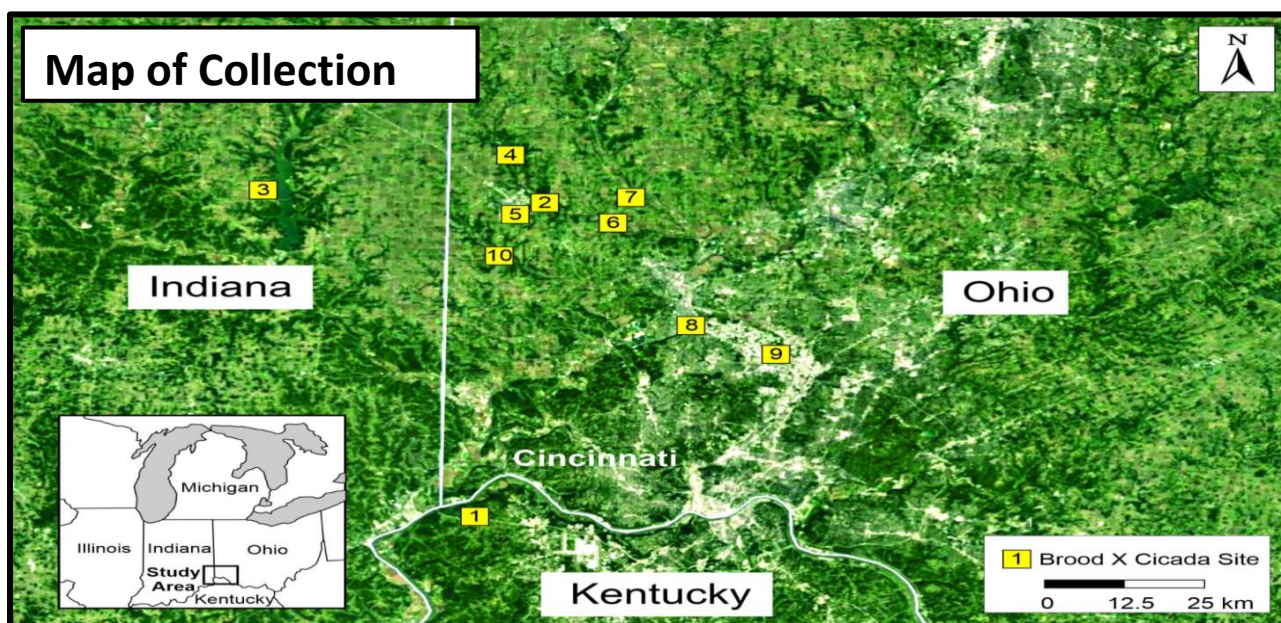 Map of Collection
N
4
3
7
2
5
6
10
Indiana
Ohio
8
9
Cincinnati
1
Kentucky
Michigan
Illinois
Indiana
Ohio
Study
Area
Kentucky
1 Brood X Cicada Site
0 12.5 25 km